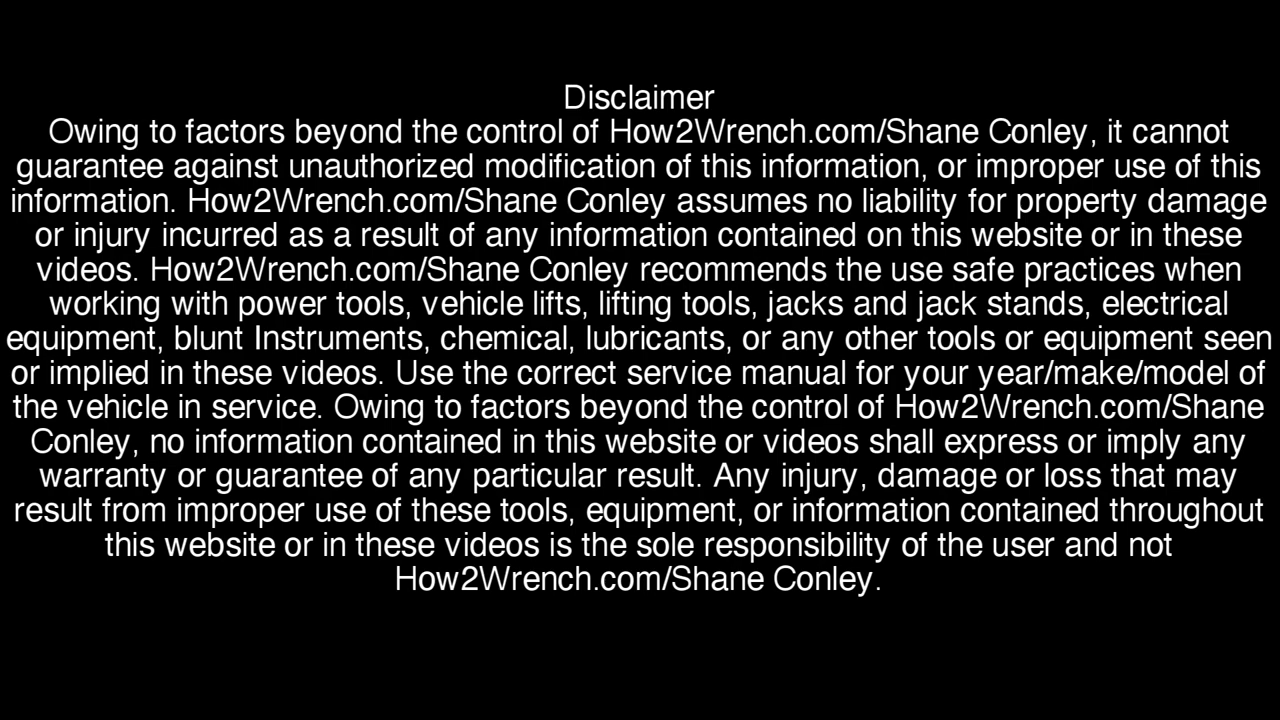 Disclaimer
Owing to factors beyond the control of How2Wrench.com/Shane Conley, it cannot
guarantee against unauthorized modification of this information, or improper use of this
information. How2Wrench.com/Shane Conley assumes no liability for property damage
or injury incurred as a result of any information contained on this website or in these
videos. How2Wrench.com/Shane Conley recommends the use safe practices when
working with power tools, vehicle lifts, lifting tools, jacks and jack stands, electrical
equipment, blunt Instruments, chemical, lubricants, or any other tools or equipment seen
or implied in these videos. Use the correct service manual for your year/make/model of
the vehicle in service. Owing to factors beyond the control of How2Wrench.com/Shane
Conley, no information contained in this website or videos shall express or imply any
warranty or guarantee of any particular result. Any injury, damage or loss that may
result from improper use of these tools, equipment, or information contained throughout
this website or in these videos is the sole responsibility of the user and not
How2Wrench.com/Shane Conley.